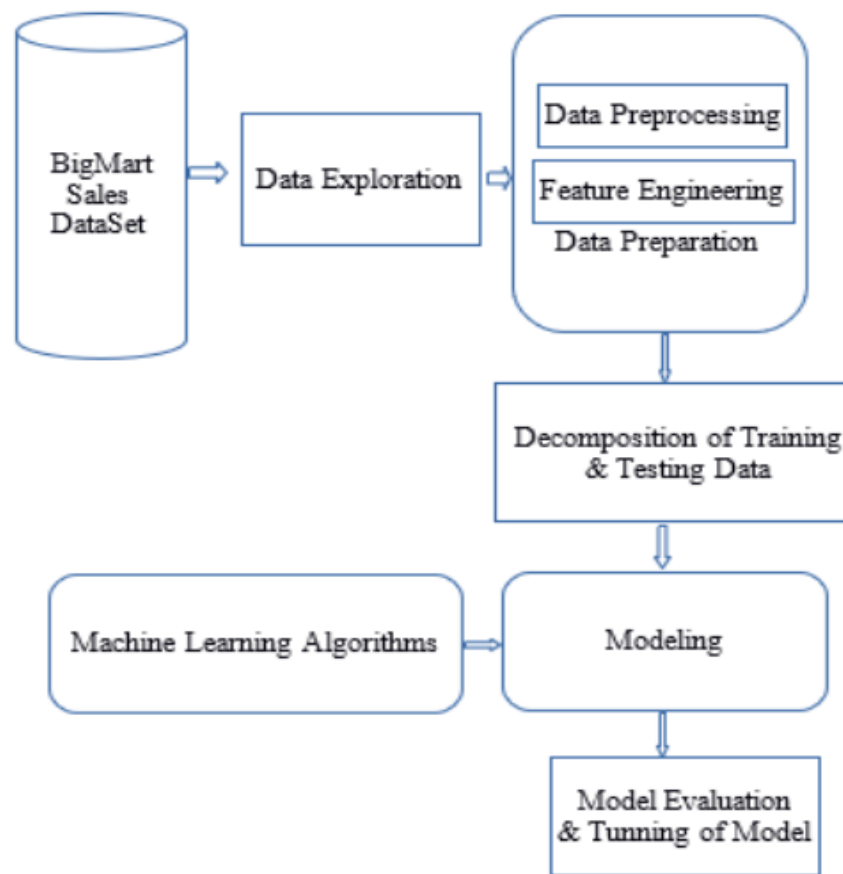 BigMart
Sales
DataSet
Data Exploration
Data Preprocessing
Feature Engineering
Data Preparation
Decomposition of Training
& Testing Data
Machine Learning Algorithms
Modeling
Model Evaluation
& Tunning of Model